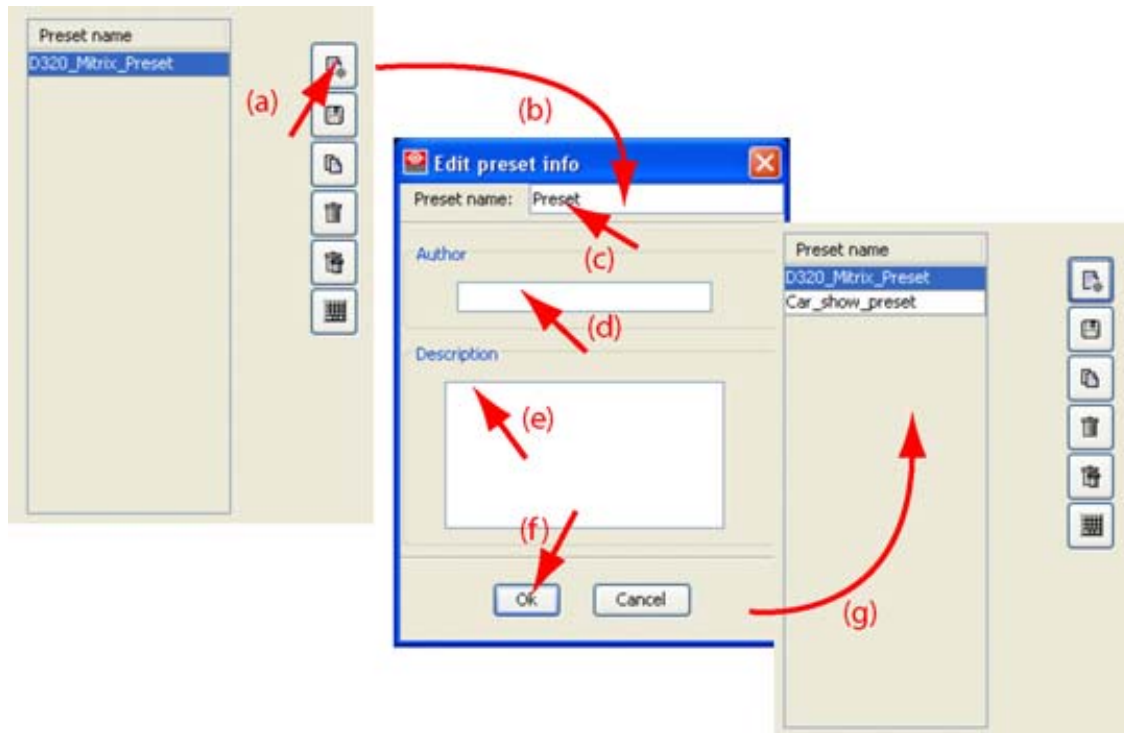 Preset name
D320_Mitrix_Preset
(a)
(b)
Edit preset info
Preset name: Preset
Author
(c)
(d)
Description
(e)
(f)
Ok Cancel
Preset name
D320_Mitrix_Preset
Car_show_preset
(g)